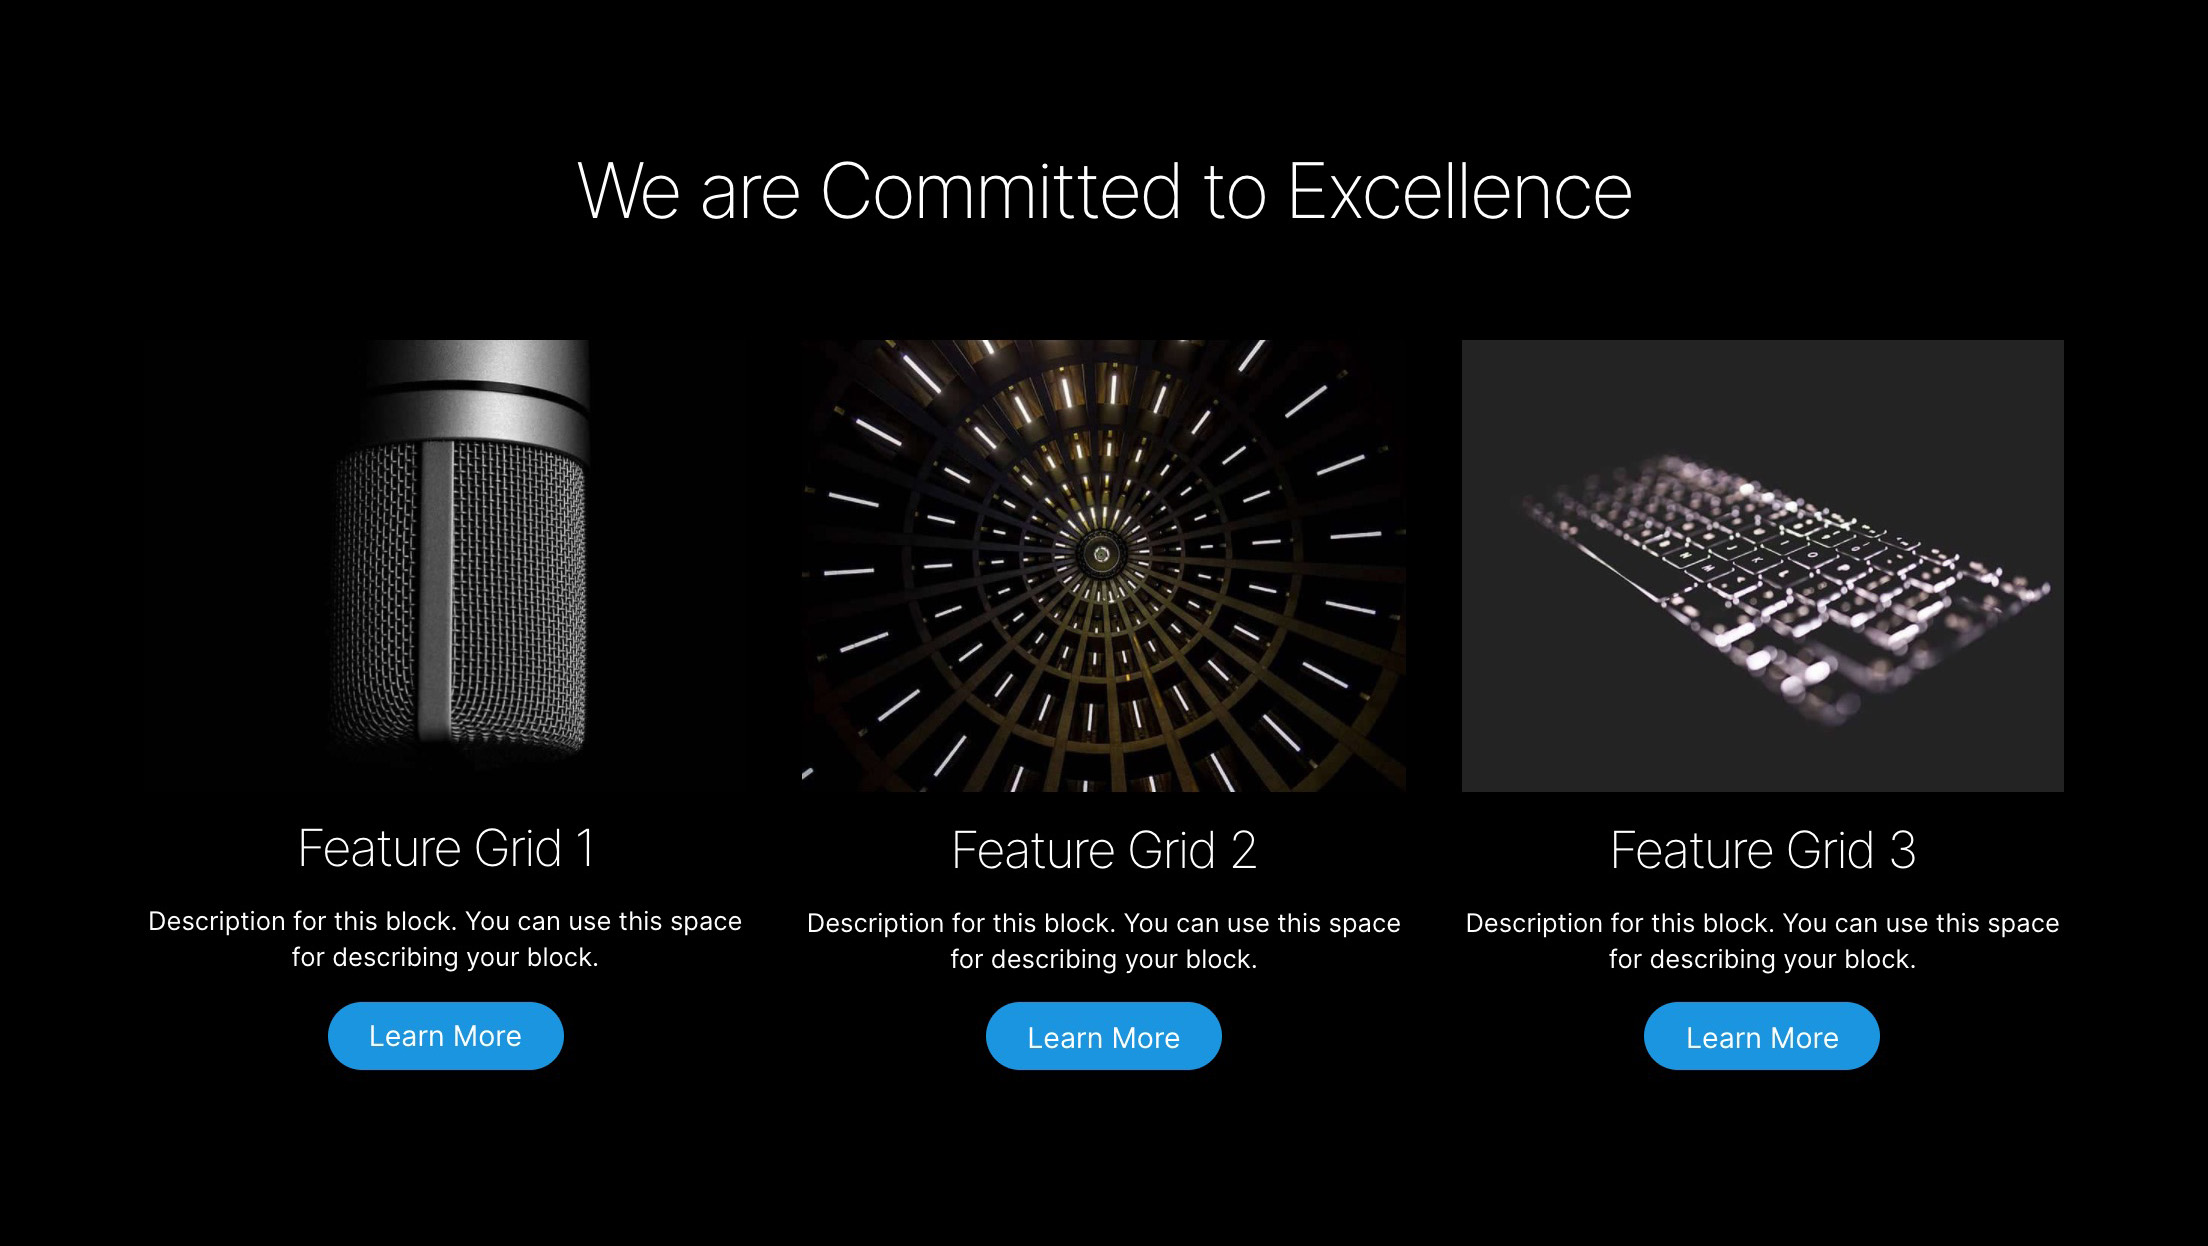 We are Committed to Excellence
Feature Grid 1
Description for this block. You can use this space
for describing your block.
Learn More
Feature Grid 2
Description for this block. You can use this space
for describing your block.
Learn More
Feature Grid 3
Description for this block. You can use this space
for describing your block.
Learn More